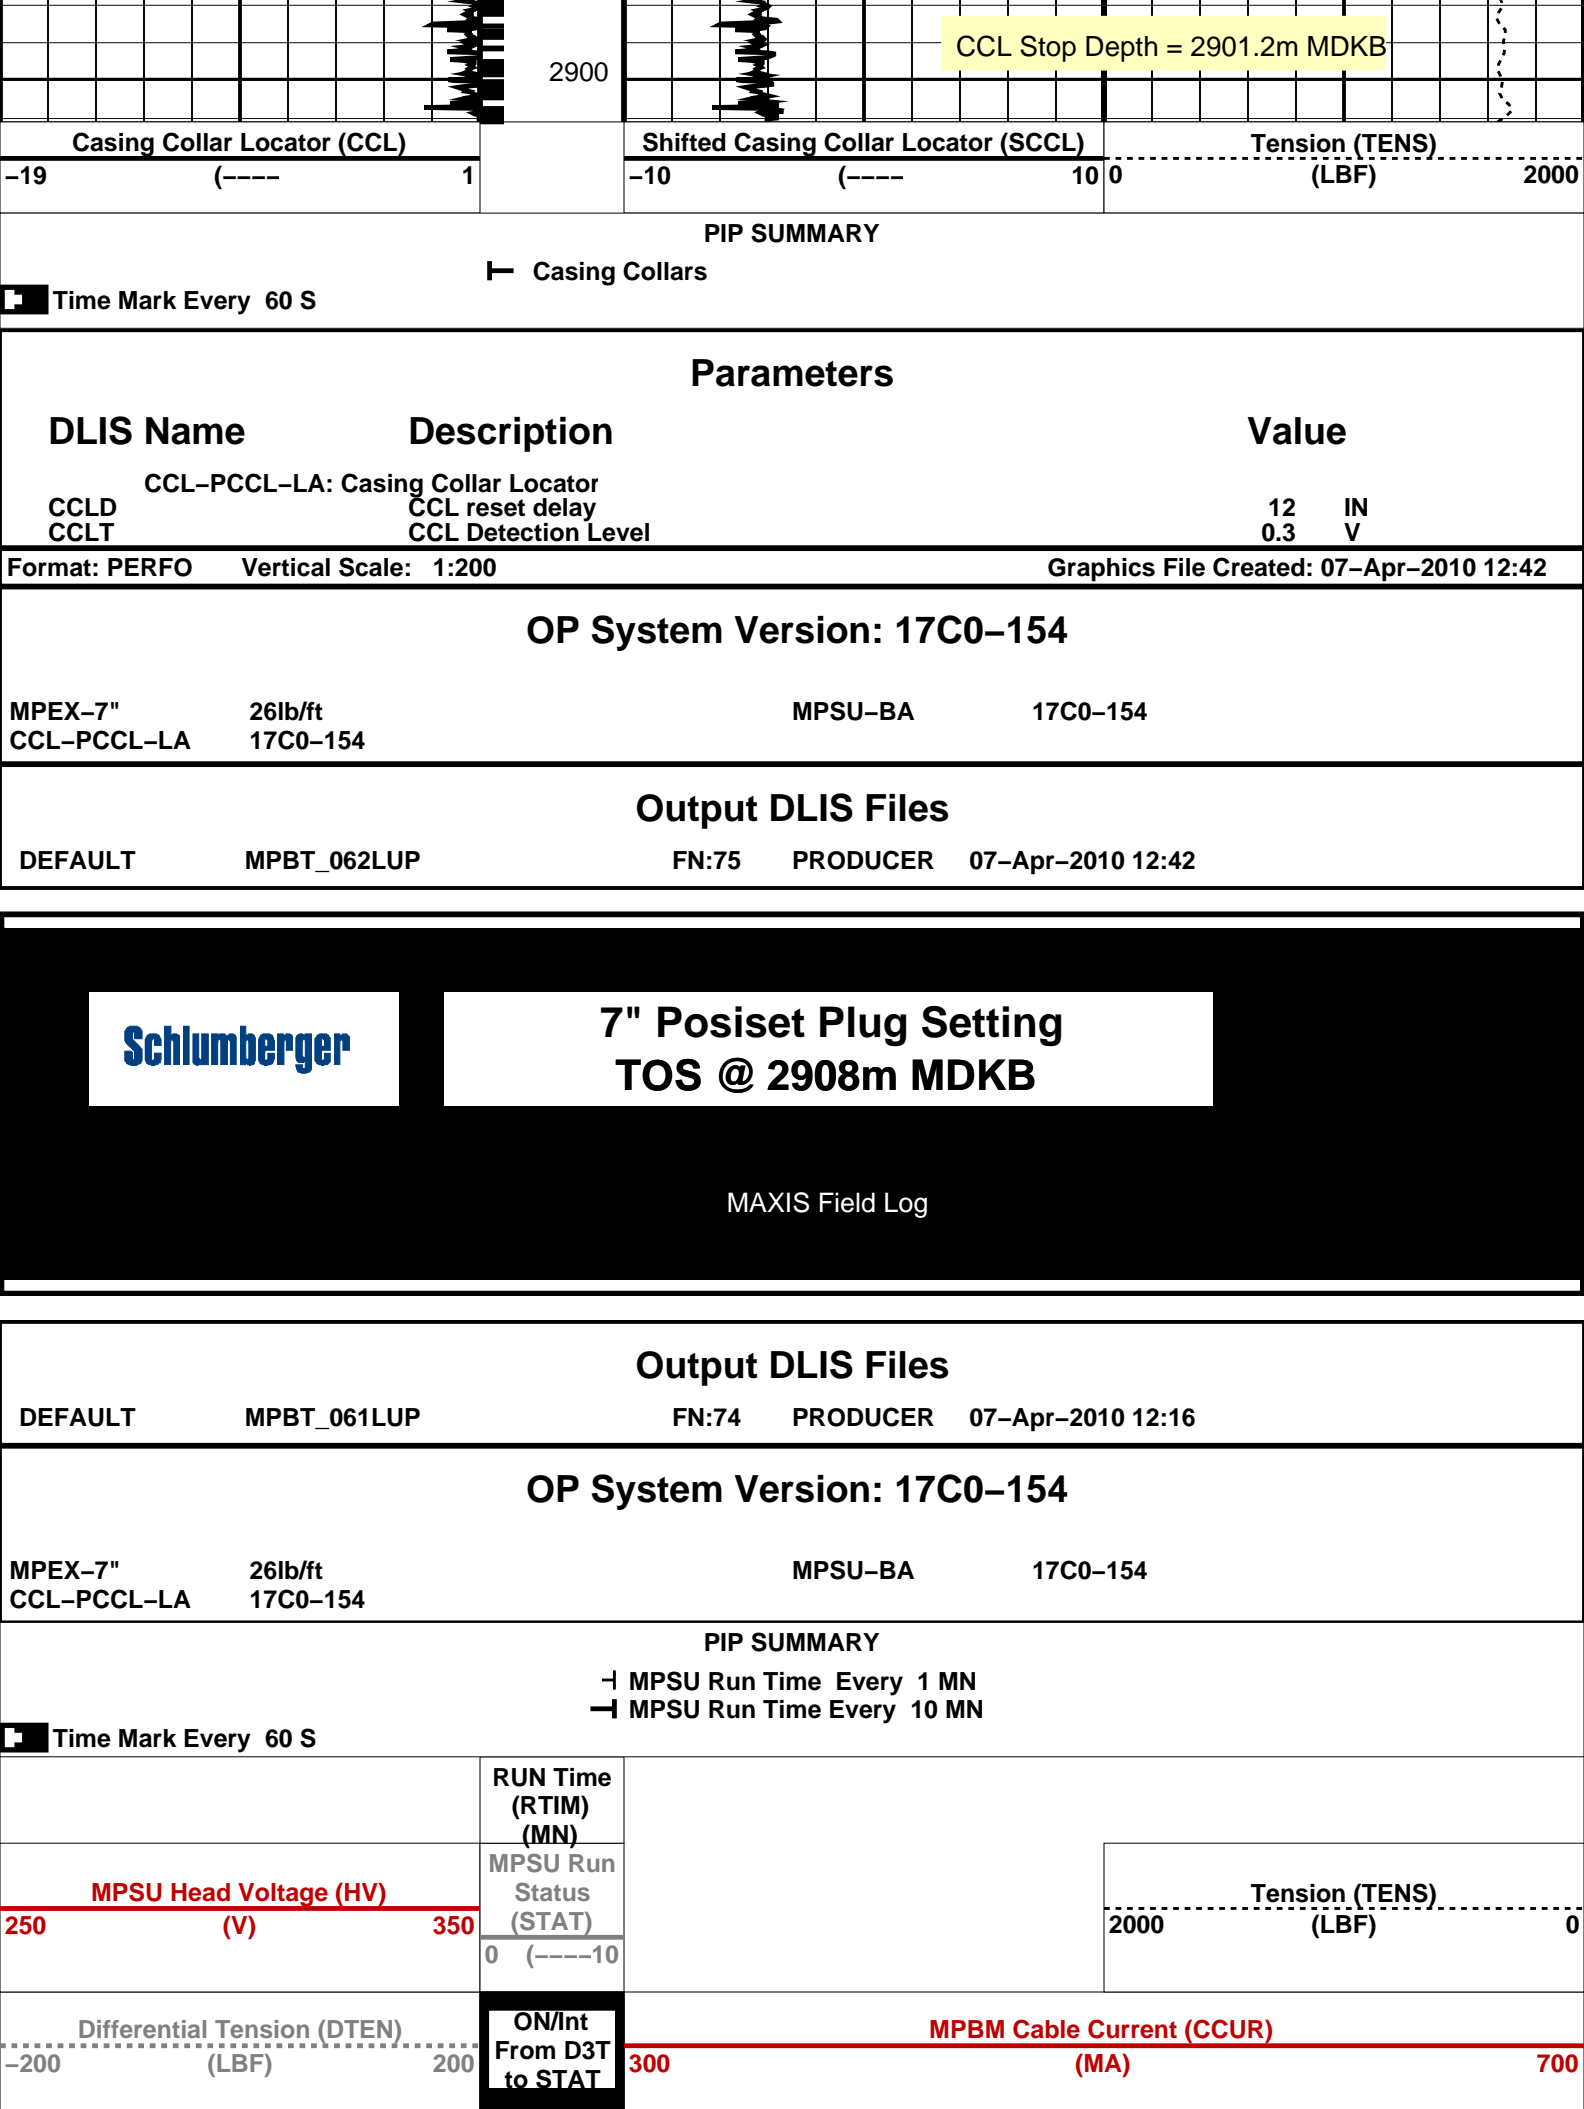 CCL Stop Depth = 2901.2m MDKB
2900
Casing Collar Locator (CCL) Shifted Casing Collar Locator (SCCL) Tension (TENS)
−19 (−−−− 1 −10 (−−−− 10 0 (LBF) 2000
PIP SUMMARY
Casing Collars
Time Mark Every 60 S
Parameters
DLIS Name Description Value
CCL−PCCL−LA: Casing Collar Locator
CCLD CCL reset delay 12 IN
CCLT CCL Detection Level 0.3 V
Format: PERFO Vertical Scale: 1:200 Graphics File Created: 07−Apr−2010 12:42
OP System Version: 17C0−154
MPEX−7" 26lb/ft MPSU−BA 17C0−154
CCL−PCCL−LA 17C0−154
Output DLIS Files
DEFAULT MPBT_062LUP FN:75 PRODUCER 07−Apr−2010 12:42
Schlumberger
7" Posiset Plug Setting
TOS @ 2908m MDKB
MAXIS Field Log
Output DLIS Files
DEFAULT MPBT_061LUP FN:74 PRODUCER 07−Apr−2010 12:16
OP System Version: 17C0−154
MPEX−7" 26lb/ft MPSU−BA 17C0−154
CCL−PCCL−LA 17C0−154
PIP SUMMARY
MPSU Run Time Every 1 MN
MPSU Run Time Every 10 MN
Time Mark Every 60 S
RUN Time
(RTIM)
(MN)
MPSU Head Voltage (HV)
250 (V) 350
MPSU Run
Status
(STAT)
0 (−−−−10
Tension (TENS)
2000 (LBF) 0
Differential Tension (DTEN)
−200 (LBF) 200
ON/Int
From D3T
to STAT
MPBM Cable Current (CCUR)
300 (MA) 700